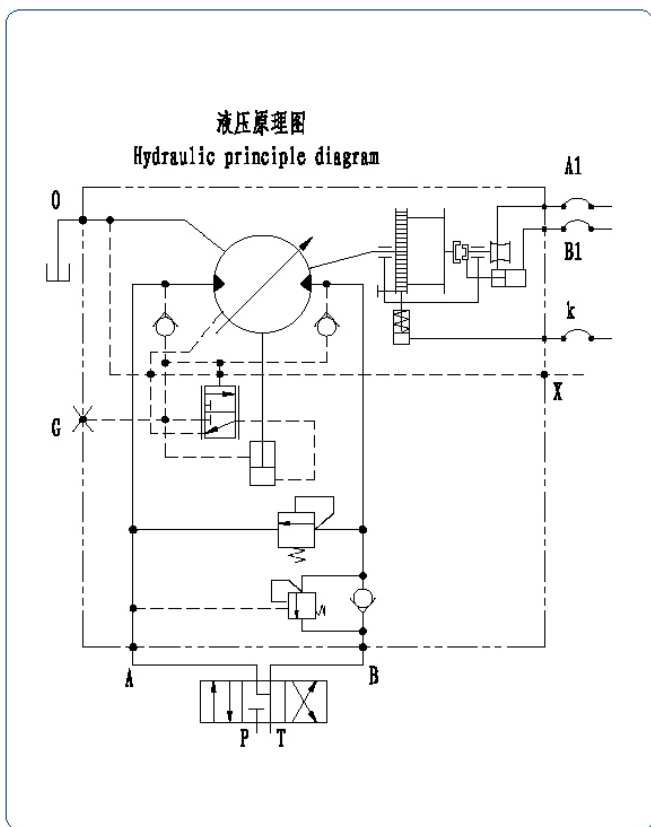 液压原理图
Hydraulic principle diagram
O
A1
B1
k
X
G
A
B
P T